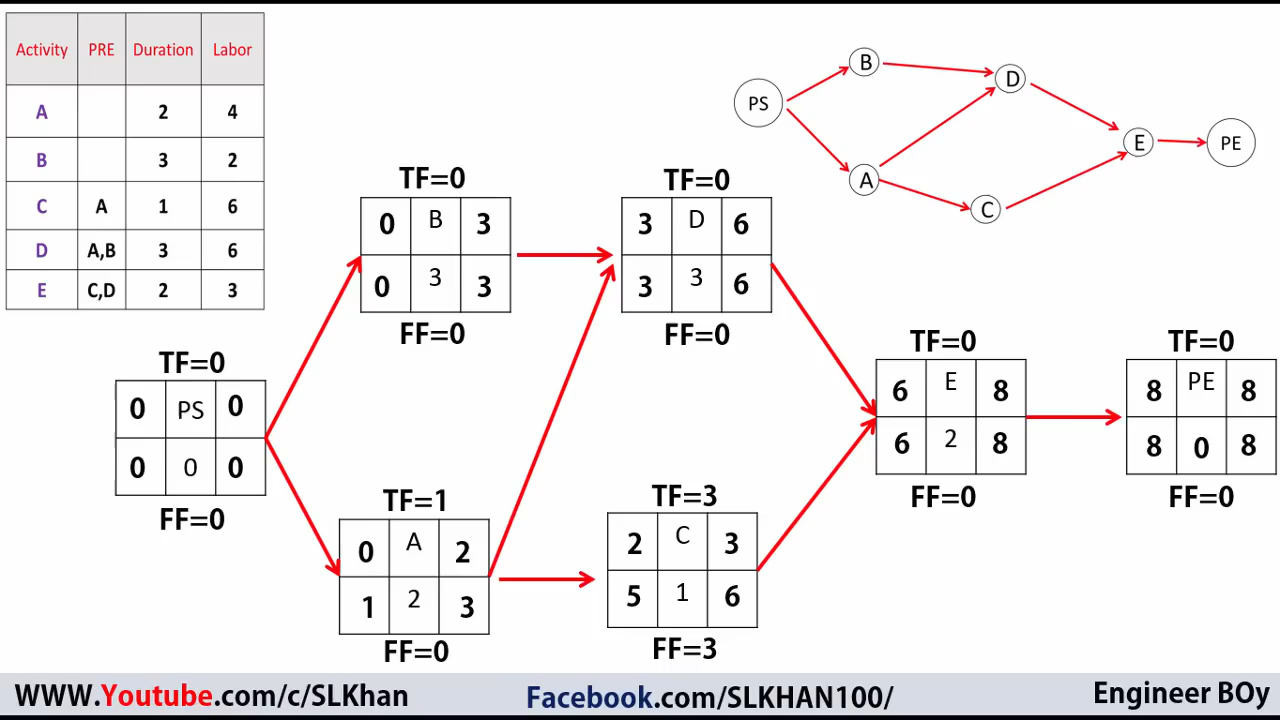 Activity PRE Duration Labor
A 2 4
B 3 2
C A 1 6
D A,B 3 6
E C,D 2 3
PS
B
A
D
C
E
PE
TF=0
0 PS 0
0 0 0
FF=0
TF=0
0 B 3
0 3 3
FF=0
TF=1
0 A 2
1 2 3
FF=0
TF=0
3 D 6
3 3 6
FF=0
TF=3
2 C 3
5 1 6
FF=3
TF=0
6 E 8
6 2 8
FF=0
TF=0
8 PE 8
8 0 8
FF=0
WWW.Youtube.com/c/SLKhan
Facebook.com/SLKHAN100/
Engineer BOy